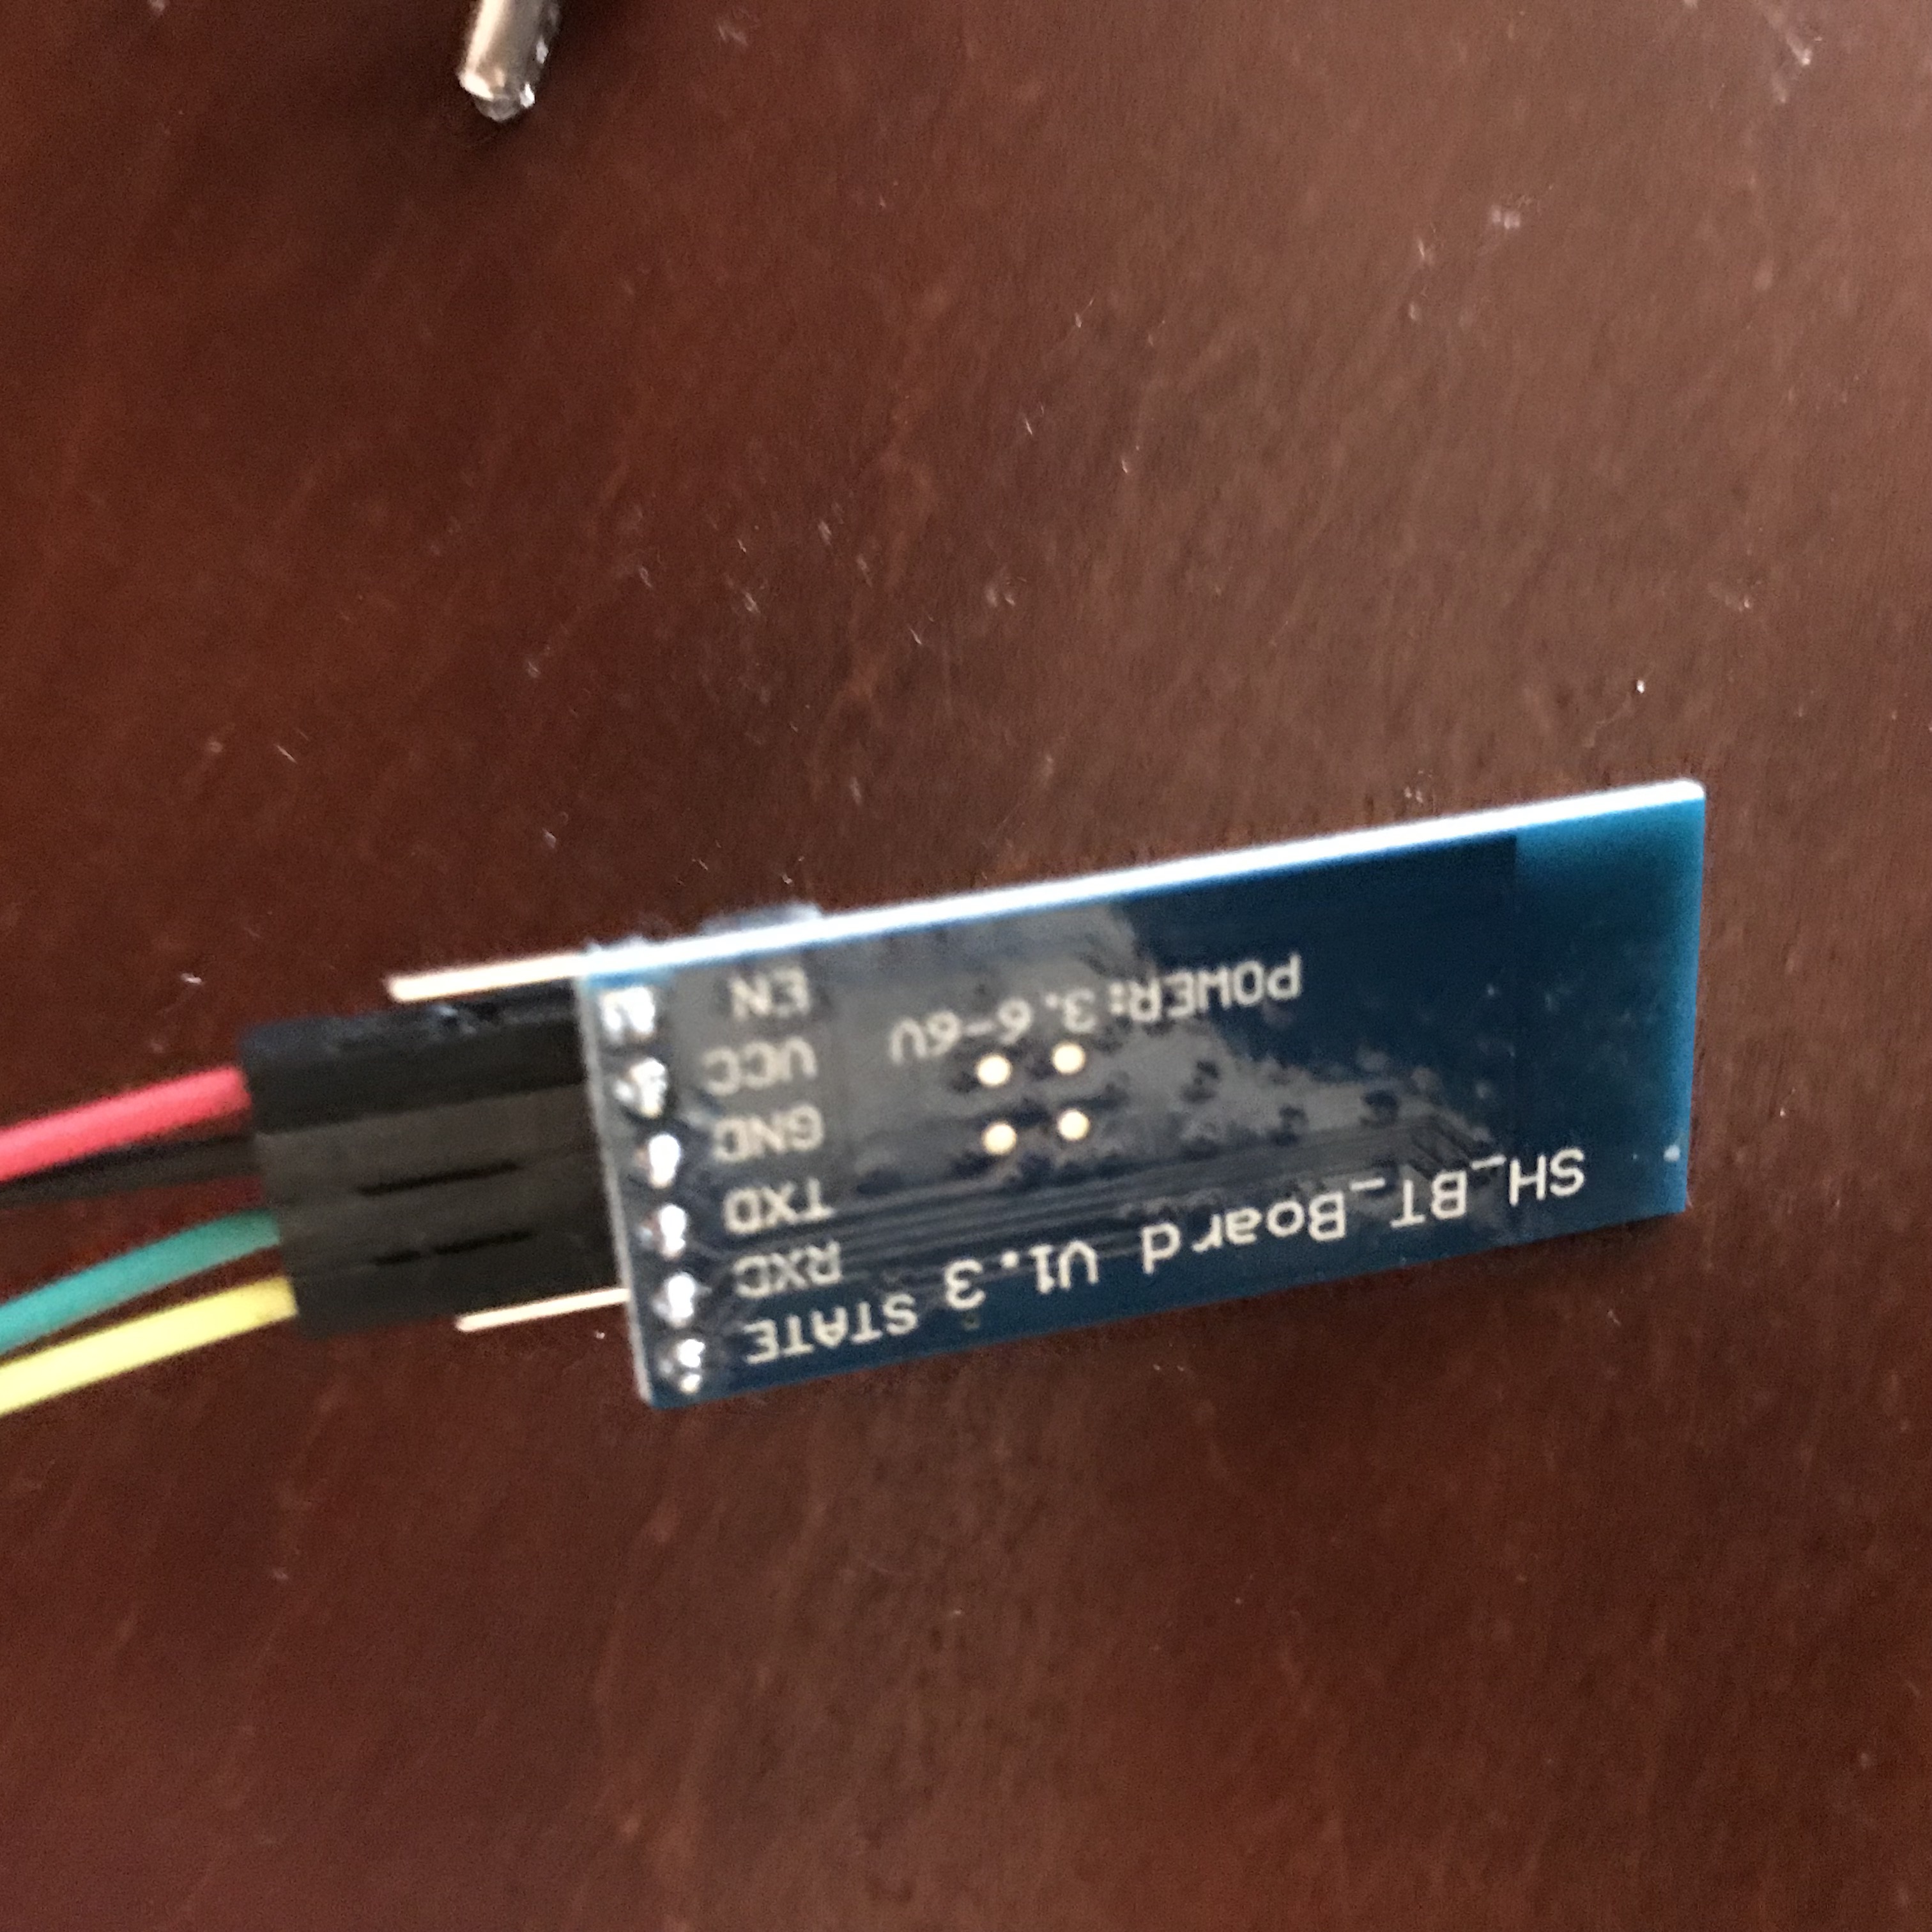 STATE
RXD
TXD
GND
VCC
EN
SH_BT_Board V1.3
POWER:3.6-6V